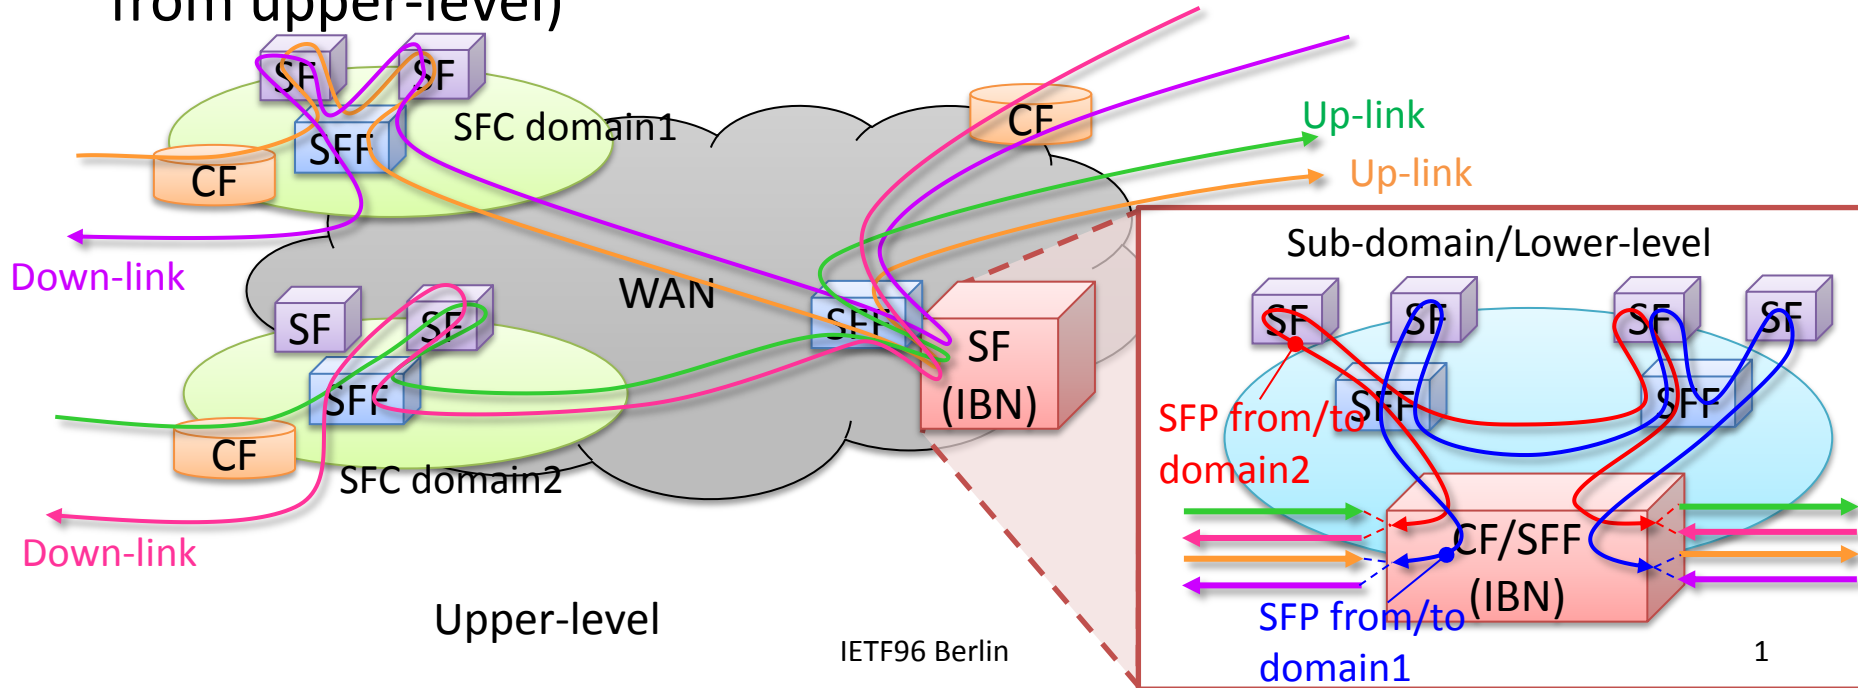 from upper-level)
SF
SF
SFC domain1
SFF
CF
CF
Up-link
Up-link
Down-link
WAN
SF
SF
SFF
SFF
SF
(IBN)
CF
SFC domain2
Down-link
Upper-level
IETF96 Berlin
Sub-domain/Lower-level
SF
SF
SF
SF
SFF
SFF
SFP from/to
domain2
CF/SFF
(IBN)
SFP from/to
domain1
1